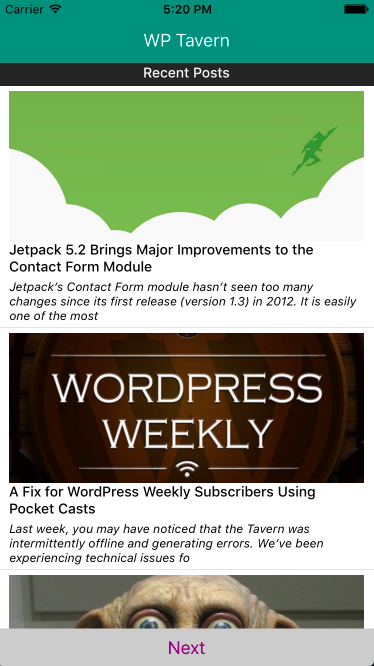 Carrier 5:20 PM
WP Tavern
Recent Posts
Jetpack 5.2 Brings Major Improvements to the
Contact Form Module
Jetpack’s Contact Form module hasn’t seen too many
changes since its first release (version 1.3) in 2012. It is easily
one of the most
WORDPRESS
WEEKLY
A Fix for WordPress Weekly Subscribers Using
Pocket Casts
Last week, you may have noticed that the Tavern was
intermittently offline and generating errors. We’ve been
experiencing technical issues fo
Next